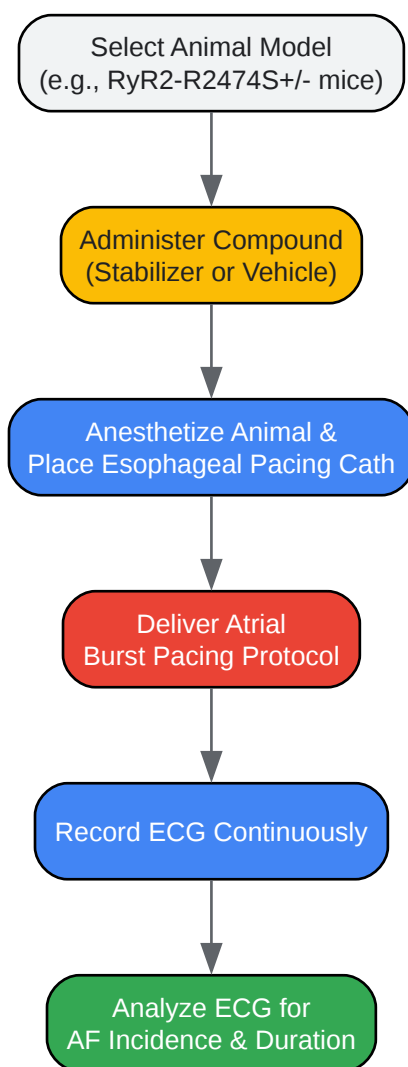 Select Animal Model
(e.g., RyR2-R2474S+/- mice)
Administer Compound
(Stabilizer or Vehicle)
Anesthetize Animal &
Place Esophageal Pacing Cath
Deliver Atrial
Burst Pacing Protocol
Record ECG Continuously
Analyze ECG for
AF Incidence & Duration